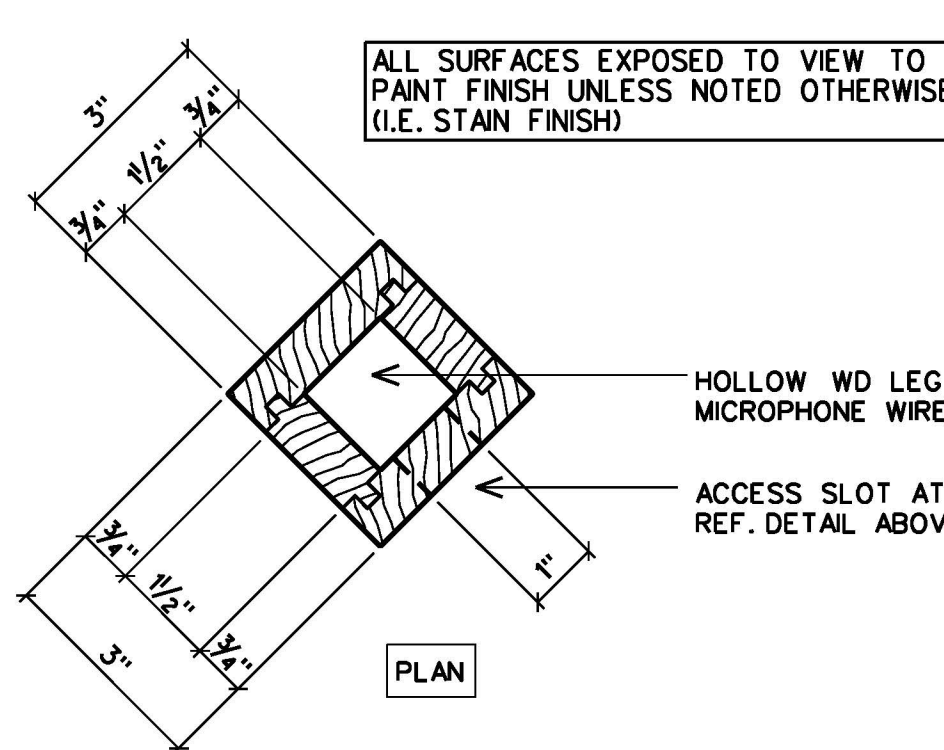 ALL SURFACES EXPOSED TO VIEW TO
PAINT FINISH UNLESS NOTED OTHERWISE
(I.E. STAIN FINISH)
3"
3/4"
1 1/2"
3/4"
HOLLOW WD LEG
MICROPHONE WIRE
ACCESS SLOT AT
REF. DETAIL ABOV
3/4"
1 1/2"
3/4"
3"
1"
PLAN